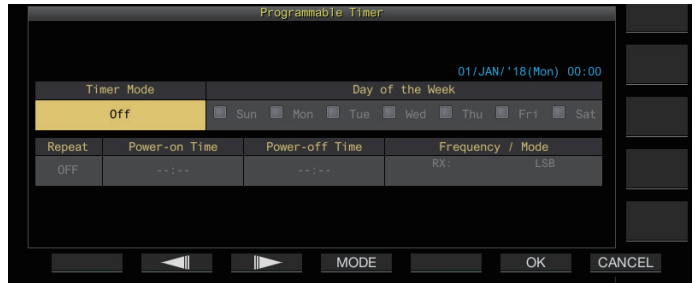 Programmable Timer
01/JAN/'18(Mon) 00:00
Timer Mode Day of the Week
Off Sun Mon Tue Wed Thu Fri Sat
Repeat Power-on Time Power-off Time Frequency / Mode
OFF --:-- --:-- RX: LSB
MODE OK CANCEL